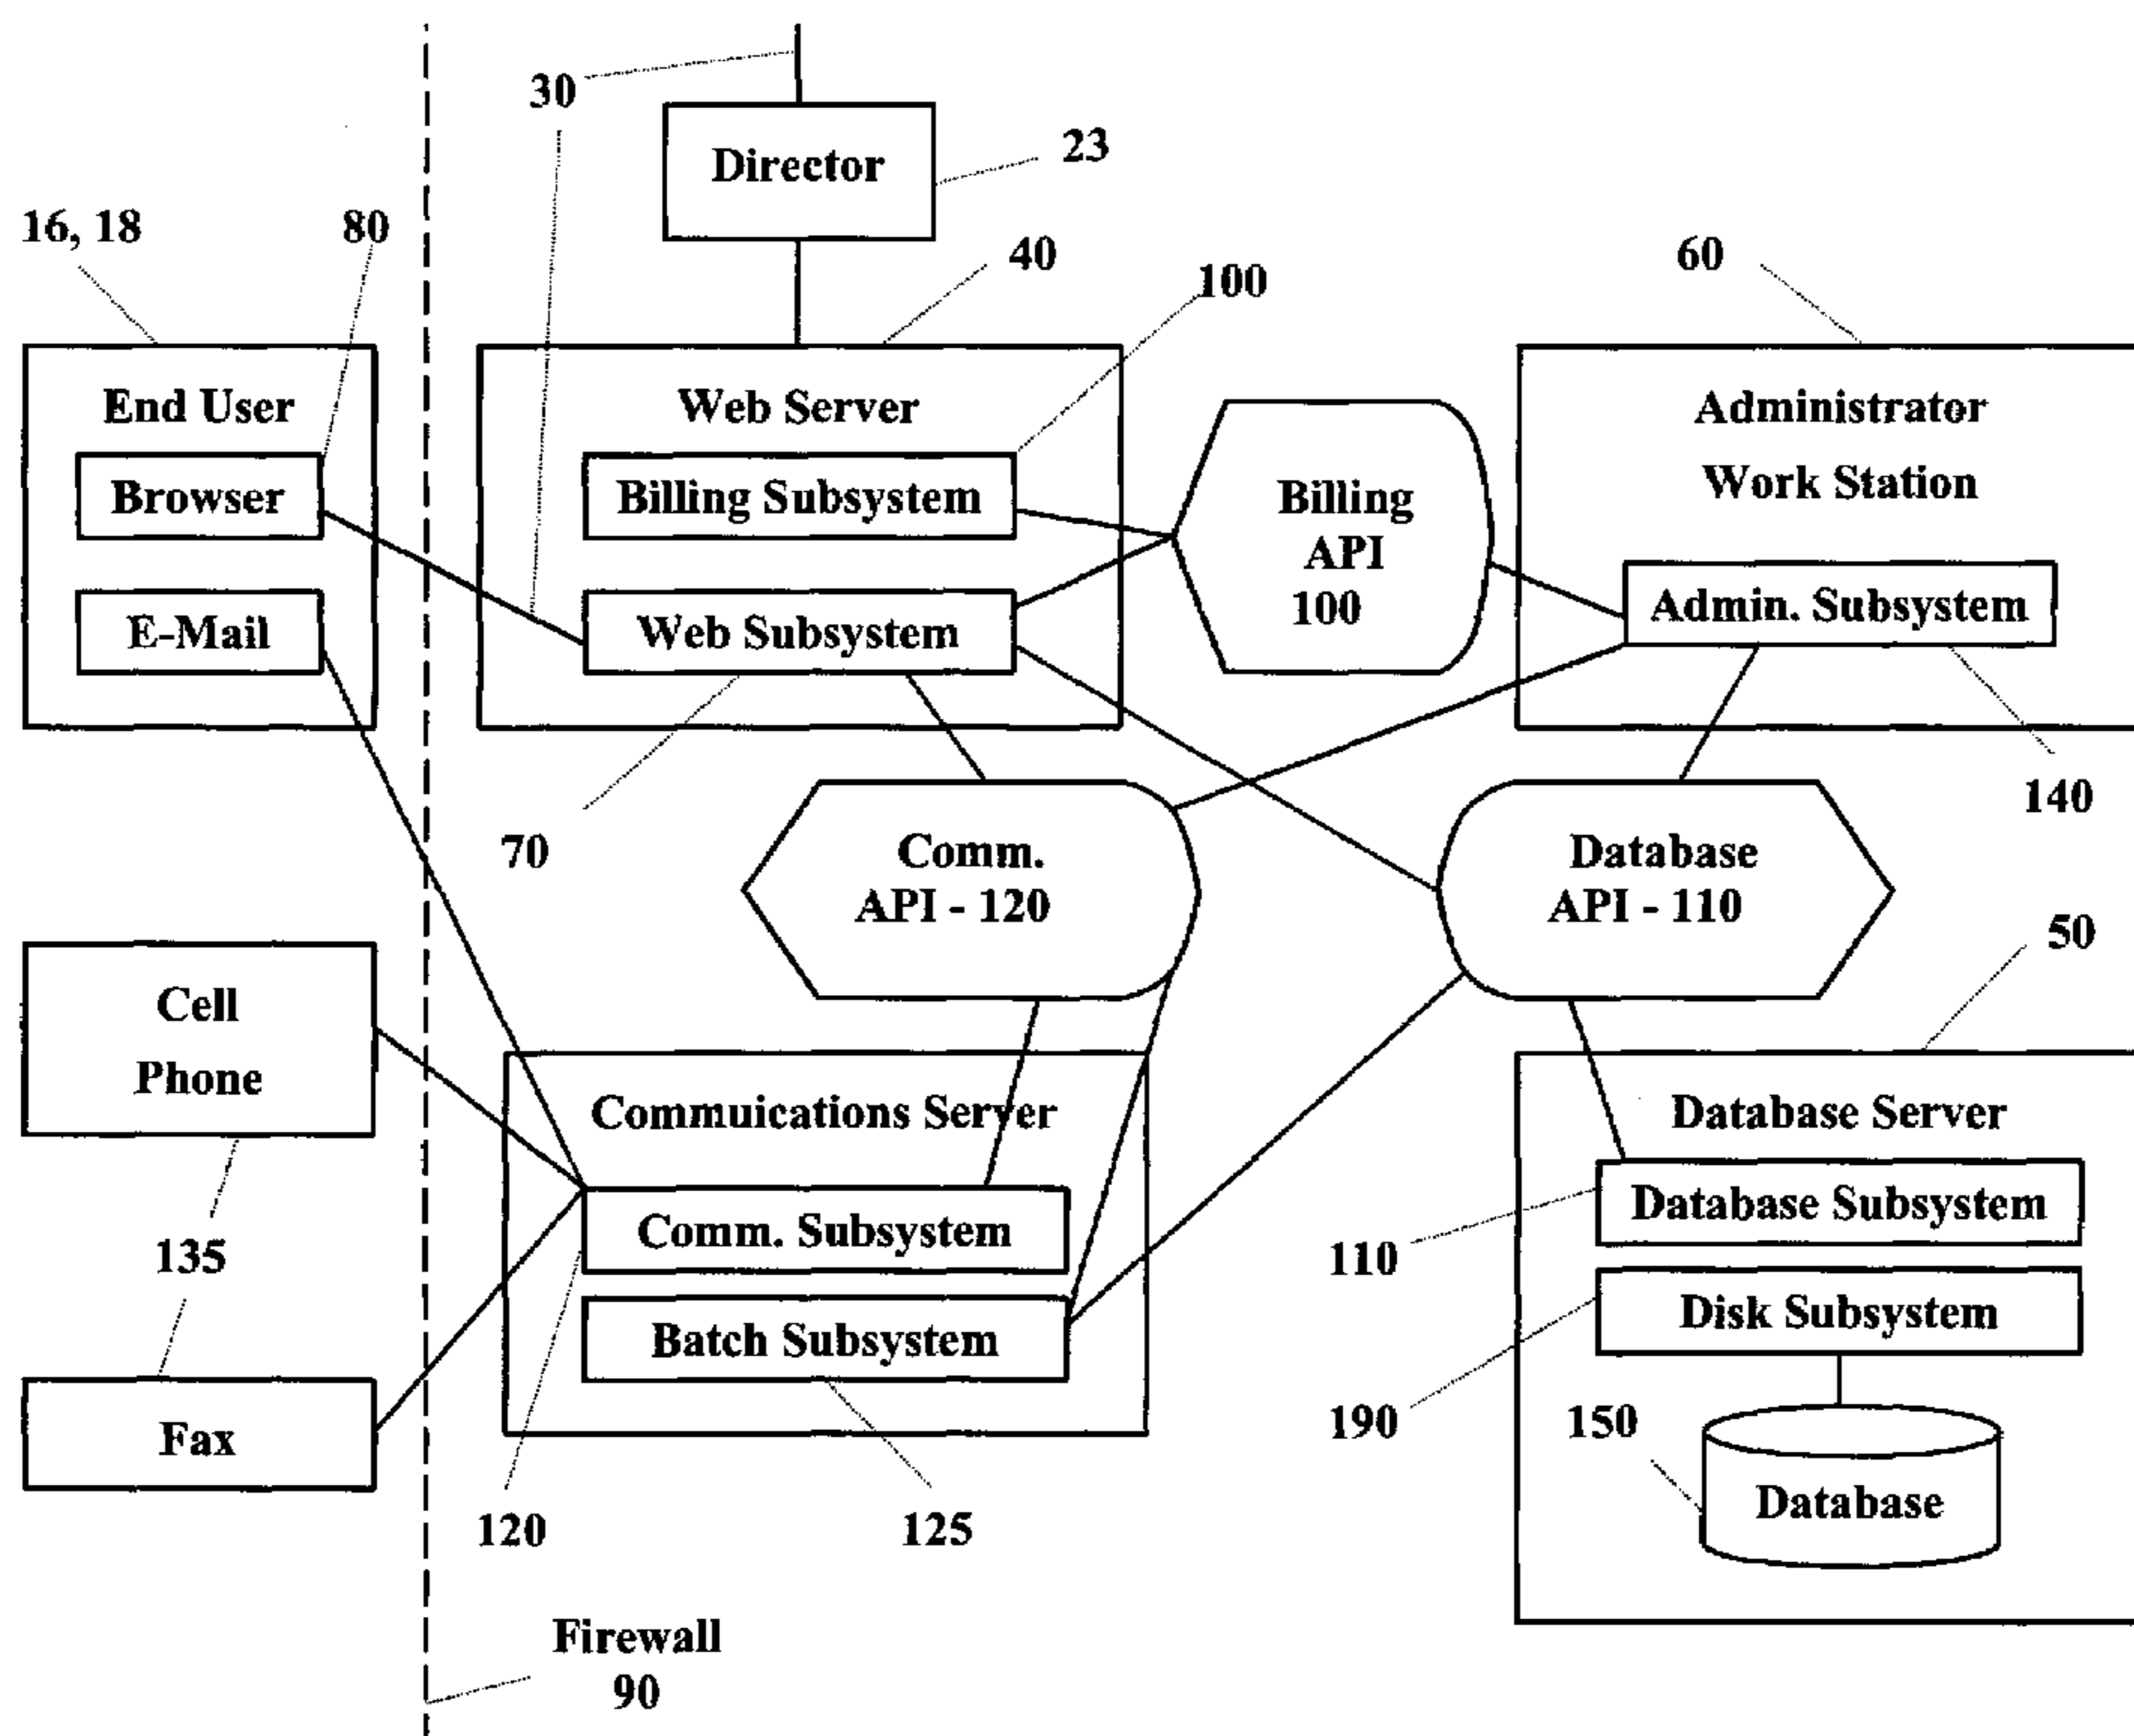 30
Director
23
16, 18
80
40
100
60
End User
Browser
E-Mail
Web Server
Billing Subsystem
Web Subsystem
Billing
API
100
Administrator
Work Station
Admin. Subsystem
140
70
Comm.
API - 120
Database
API - 110
50
Cell
Phone
135
Fax
Commuications Server
Comm. Subsystem
Batch Subsystem
120
125
Database Server
Database Subsystem
110
Disk Subsystem
190
150
Database
Firewall
90